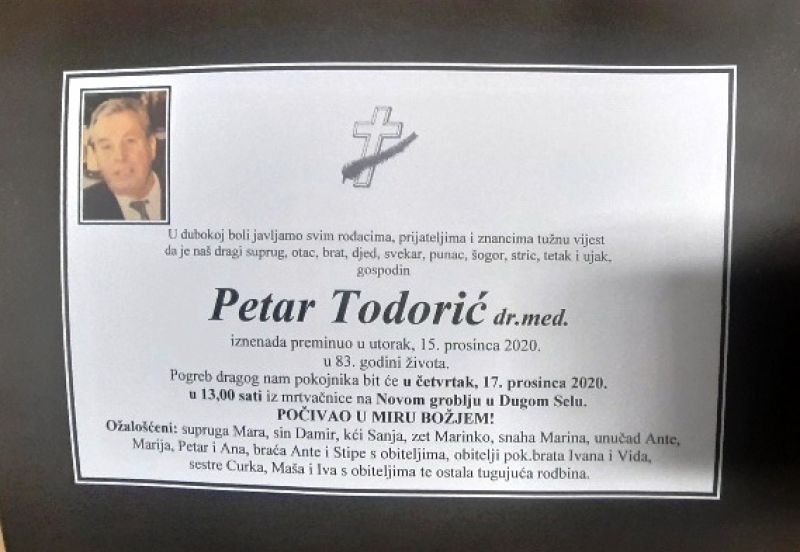 U dubokoj boli javljamo svim rođacima, prijateljima i znancima tužnu vijest
da je naš dragi suprug, otac, brat, djed, svekar, punac, šogor, stric, tetak i ujak,
gospodin
Petar Todorić dr.med.
iznenada preminuo u utorak, 15. prosinca 2020.
u 83. godini života.
Pogreb dragog nam pokojnika bit će u četvrtak, 17. prosinca 2020.
u 13,00 sati iz mrtvačnice na Novom groblju u Dugom Selu.
POČIVAO U MIRU BOŽJEM!
Ožalošćeni: supruga Mara, sin Damir, kći Sanja, zet Marinko, snaha Marina, unučad Ante,
Marija, Petar i Ana, braća Ante i Stipe s obiteljima, obitelji pok.brata Ivana i Vida,
sestre Curka, Maša i Iva s obiteljima te ostala tugujuća rodbina.